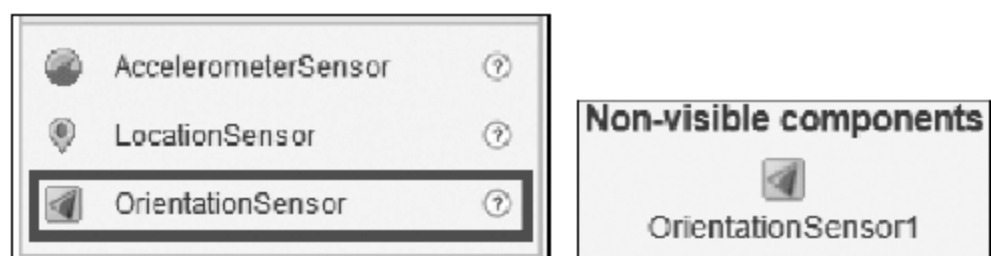 AccelerometerSensor ?
LocationSensor ?
OrientationSensor ?
Non-visible components
OrientationSensor1